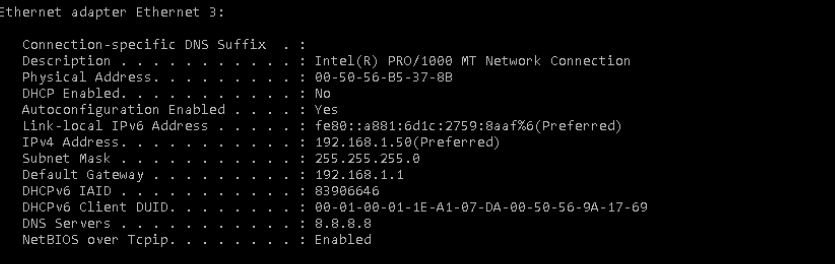 Ethernet adapter Ethernet 3:
Connection-specific DNS Suffix . :
Description . . . . . . . . . . . : Intel(R) PRO/1000 MT Network Connection
Physical Address. . . . . . . . . : 00-50-56-B5-37-8B
DHCP Enabled. . . . . . . . . . . : No
Autoconfiguration Enabled . . . . : Yes
Link-local IPv6 Address . . . . . : fe80::a881:6d1c:2759:8aaf%6(Preferred)
IPv4 Address. . . . . . . . . . . : 192.168.1.50(Preferred)
Subnet Mask . . . . . . . . . . . : 255.255.255.0
Default Gateway . . . . . . . . . : 192.168.1.1
DHCPv6 IAID . . . . . . . . . . . : 83906646
DHCPv6 Client DUID. . . . . . . . : 00-01-00-01-1E-A1-07-DA-00-50-56-9A-17-69
DNS Servers . . . . . . . . . . . : 8.8.8.8
NetBIOS over Tcpip. . . . . . . . : Enabled